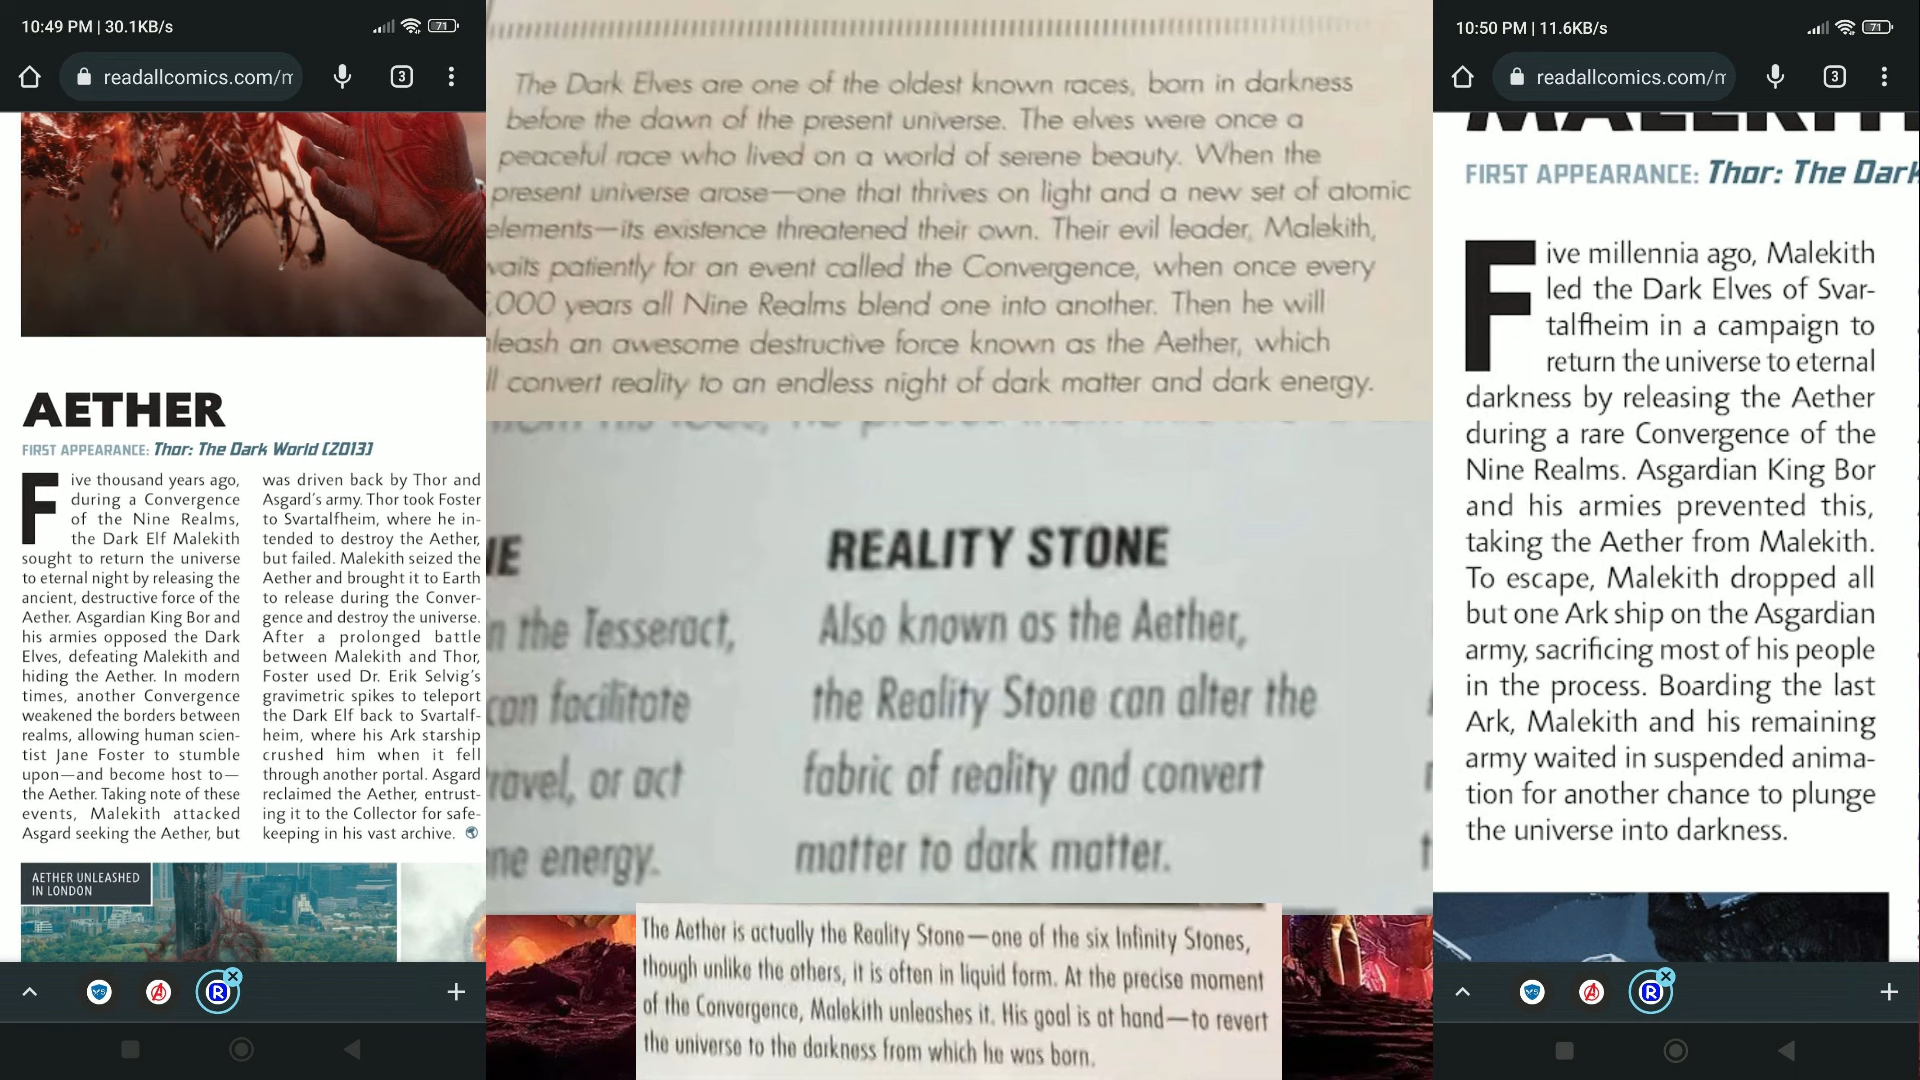 10:49 PM | 30.1KB/s
71
readallcomics.com/m
3
AETHER
FIRST APPEARANCE: Thor: The Dark World (2013)
Five thousand years ago,
during a Convergence
of the Nine Realms,
the Dark Elf Malekith
sought to return the universe
to eternal night by releasing the
ancient, destructive force of the
Aether. Asgardian King Bor and
his armies opposed the Dark
Elves, defeating Malekith and
hiding the Aether. In modern
times, another Convergence
weakened the borders between
realms, allowing human scien-
tist Jane Foster to stumble
upon—and become host to—
the Aether. Taking note of these
events, Malekith attacked
Asgard seeking the Aether, but
was driven back by Thor and
Asgard's army. Thor took Foster
to Svartalfheim, where he in-
tended to destroy the Aether,
but failed. Malekith seized the
Aether and brought it to Earth
to release during the Conver-
gence and destroy the universe.
After a prolonged battle
between Malekith and Thor,
Foster used Dr. Erik Selvig's
gravimetric spikes to teleport
the Dark Elf back to Svartalf-
heim, where his Ark starship
crushed him when it fell
through another portal. Asgard
reclaimed the Aether, entrust-
ing it to the Collector for safe-
keeping in his vast archive.
AETHER UNLEASHED
IN LONDON
R
The Dark Elves are one of the oldest known races, born in darkness
before the dawn of the present universe. The elves were once a
peaceful race who lived on a world of serene beauty. When the
present universe arose—one that thrives on light and a new set of atomic
elements—its existence threatened their own. Their evil leader, Malekith,
waits patiently for an event called the Convergence, when once every
,000 years all Nine Realms blend one into another. Then he will
leash an awesome destructive force known as the Aether, which
ll convert reality to an endless night of dark matter and dark energy.
NE
n the Tesseract,
can facilitate
ravel, or act
ne energy.
REALITY STONE
Also known as the Aether,
the Reality Stone can alter the
fabric of reality and convert
matter to dark matter.
The Aether is actually the Reality Stone—one of the six Infinity Stones,
though unlike the others, it is often in liquid form. At the precise moment
of the Convergence, Malekith unleashes it. His goal is at hand—to revert
the universe to the darkness from which he was born.
10:50 PM | 11.6KB/s
71
readallcomics.com/m
3
MALEKITH
FIRST APPEARANCE: Thor: The Dark
Five millennia ago, Malekith
led the Dark Elves of Svar-
talfheim in a campaign to
return the universe to eternal
darkness by releasing the Aether
during a rare Convergence of the
Nine Realms. Asgardian King Bor
and his armies prevented this,
taking the Aether from Malekith.
To escape, Malekith dropped all
but one Ark ship on the Asgardian
army, sacrificing most of his people
in the process. Boarding the last
Ark, Malekith and his remaining
army waited in suspended anima-
tion for another chance to plunge
the universe into darkness.
R